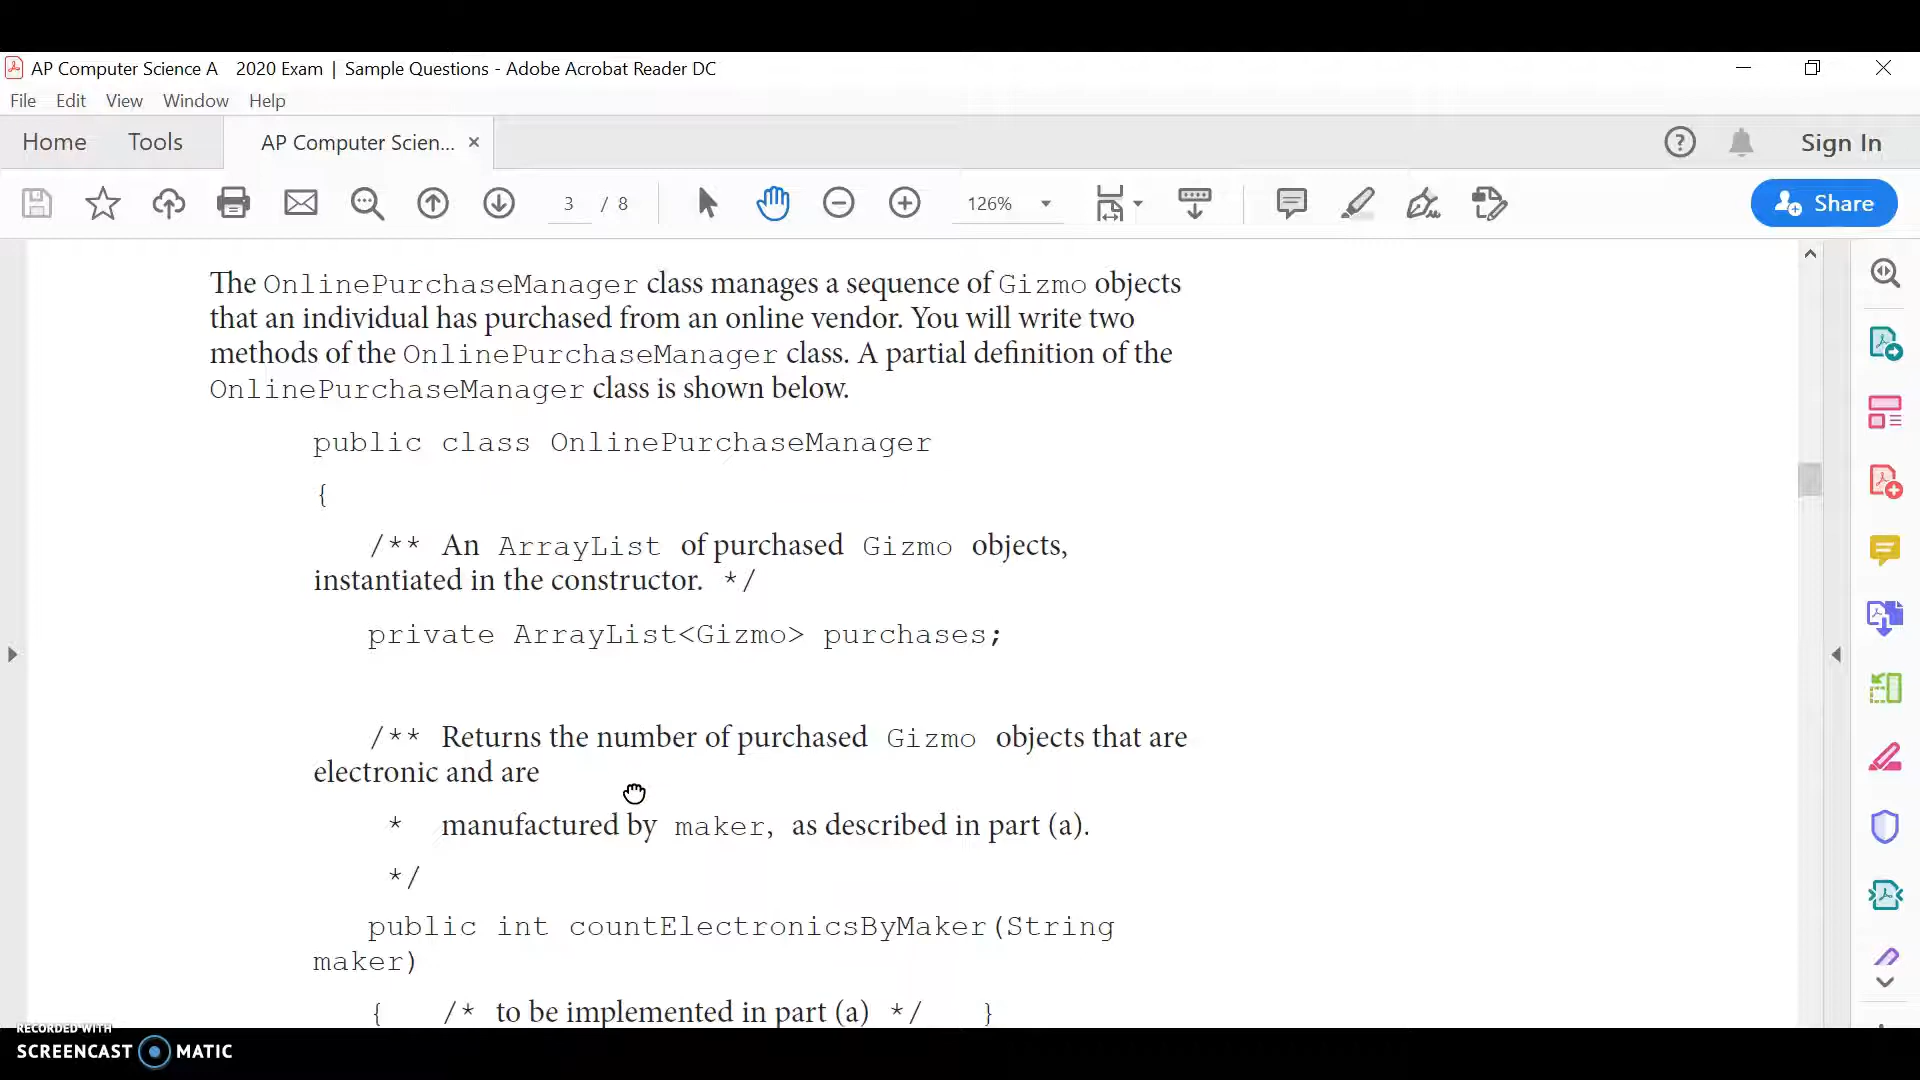 AP Computer Science A 2020 Exam | Sample Questions - Adobe Acrobat Reader DC
File Edit View Window Help
Home Tools AP Computer Scien... × Sign In
3 / 8 126% Share
The OnlinePurchaseManager class manages a sequence of Gizmo objects
that an individual has purchased from an online vendor. You will write two
methods of the OnlinePurchaseManager class. A partial definition of the
OnlinePurchaseManager class is shown below.
public class OnlinePurchaseManager
{
/** An ArrayList of purchased Gizmo objects,
instantiated in the constructor. */
private ArrayList<Gizmo> purchases;
/** Returns the number of purchased Gizmo objects that are
electronic and are
* manufactured by maker, as described in part (a).
*/
public int countElectronicsByMaker(String
maker)
{ /* to be implemented in part (a) */ }
RECORDED WITH
SCREENCAST MATIC